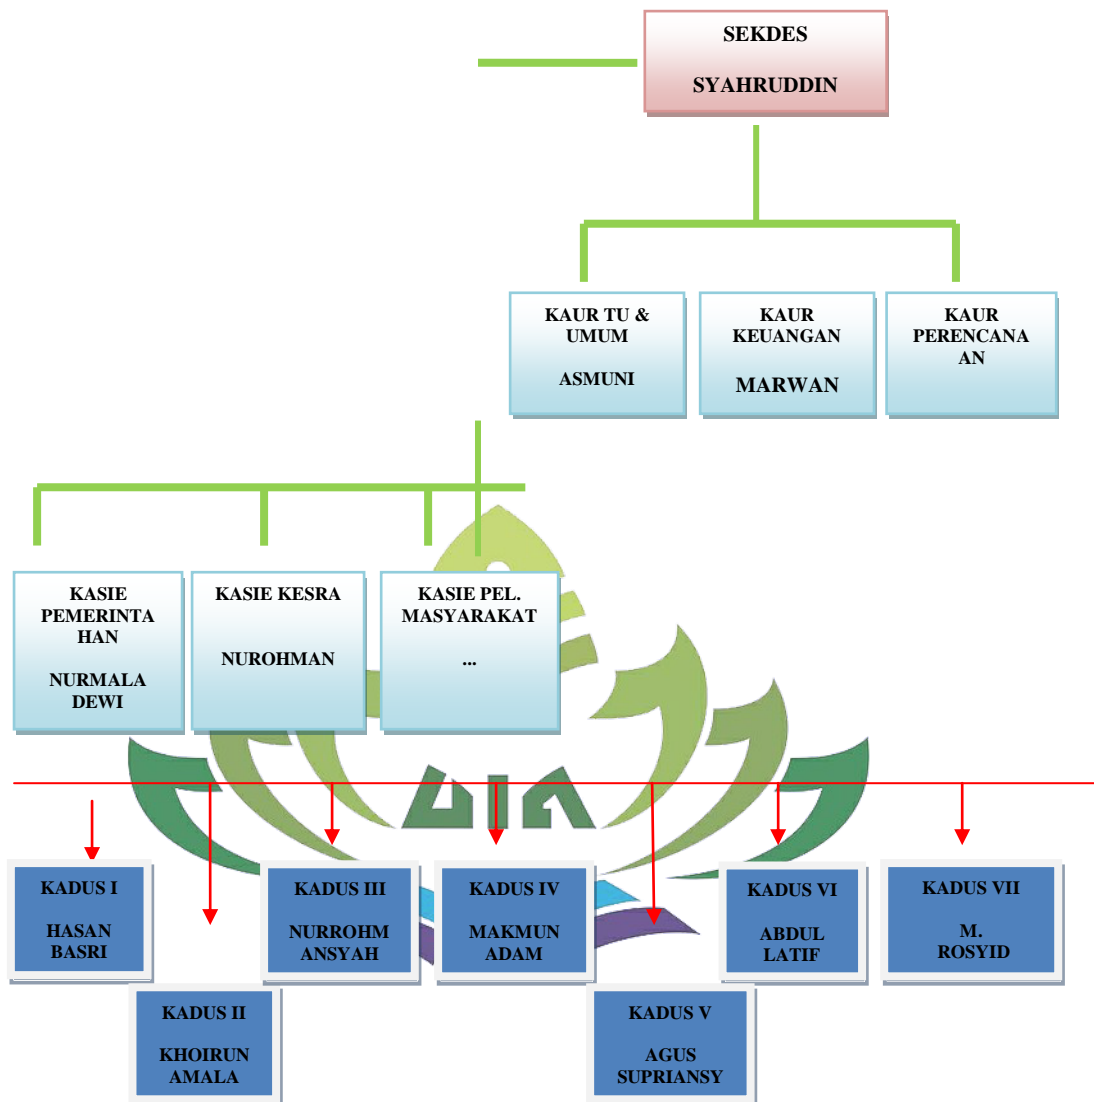 SEKDES
SYAHRUDDIN
KAUR TU &
UMUM
ASMUNI
KAUR
KEUANGAN
MARWAN
KAUR
PERENCANA
AN
KASIE
PEMERINTA
HAN
NURMALA
DEWI
KASIE KESRA
NUROHMAN
KASIE PEL.
MASYARAKAT
...
KADUS I
HASAN
BASRI
KADUS II
KHOIRUN
AMALA
KADUS III
NURROHM
ANSYAH
KADUS IV
MAKMUN
ADAM
KADUS V
AGUS
SUPRIANSY
KADUS VI
ABDUL
LATIF
KADUS VII
M.
ROSYID